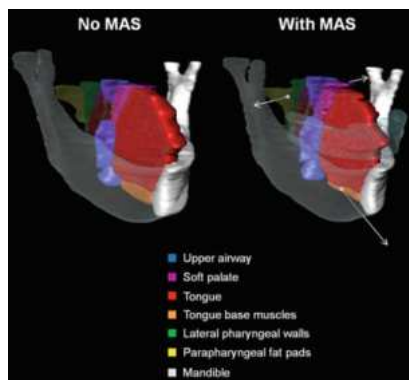 No MAS
With MAS
Upper airway
Soft palate
Tongue
Tongue base muscles
Lateral pharyngeal walls
Parapharyngeal fat pads
Mandible